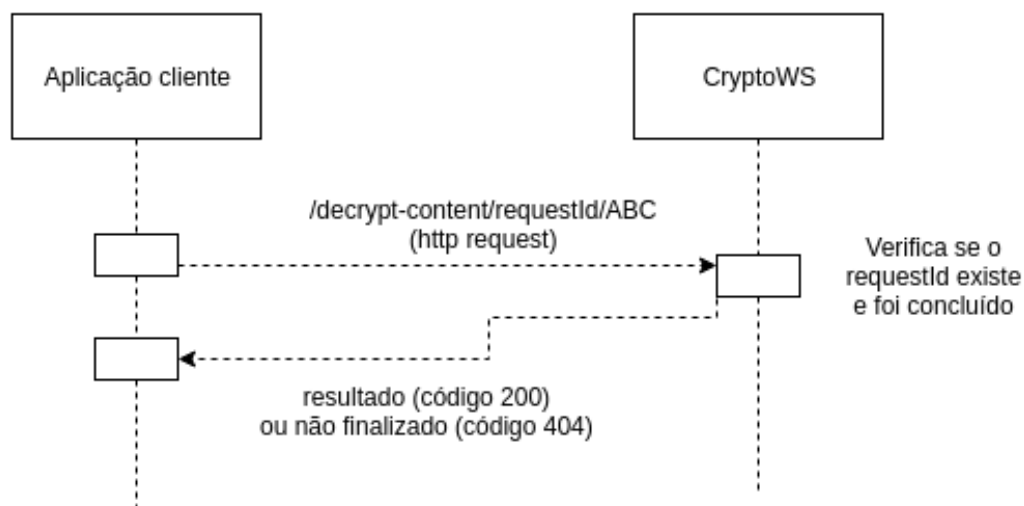 Aplicação cliente
CryptoWS
/decrypt-content/requestId/ABC
(http request)
Verifica se o
requestId existe
e foi concluído
resultado (código 200)
ou não finalizado (código 404)